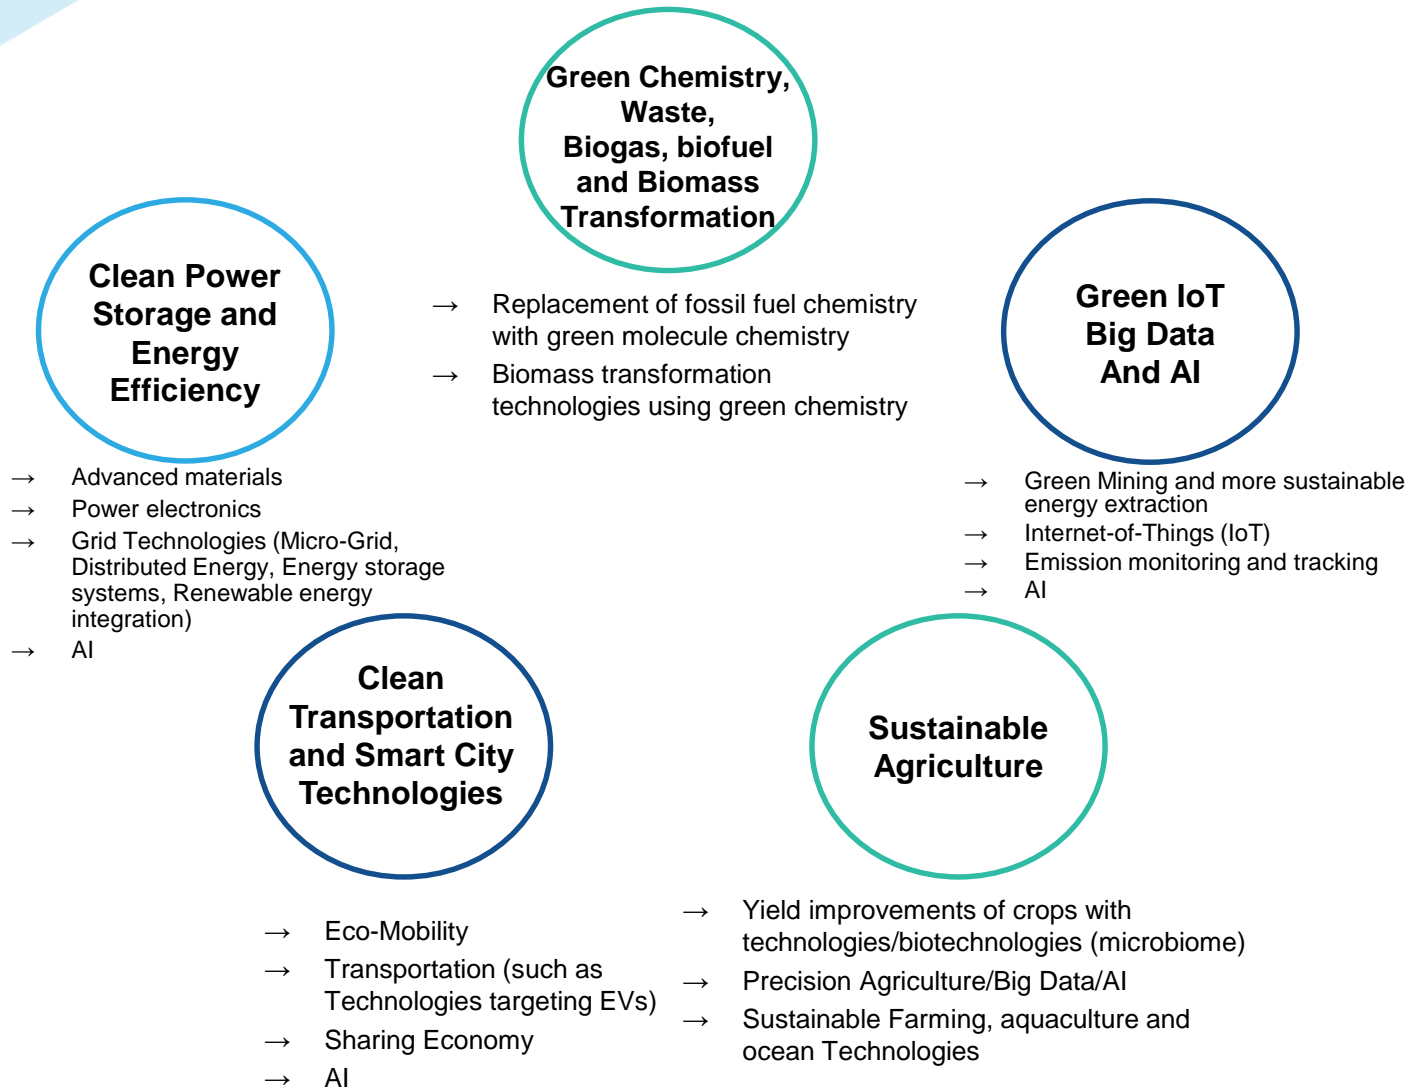 Green Chemistry,
Waste,
Biogas, biofuel
and Biomass
Transformation
→ Replacement of fossil fuel chemistry
with green molecule chemistry
→ Biomass transformation
technologies using green chemistry
Clean Power
Storage and
Energy
Efficiency
→ Advanced materials
→ Power electronics
→ Grid Technologies (Micro-Grid,
Distributed Energy, Energy storage
systems, Renewable energy
integration)
→ AI
Green IoT
Big Data
And AI
→ Green Mining and more sustainable
energy extraction
→ Internet-of-Things (IoT)
→ Emission monitoring and tracking
→ AI
Clean
Transportation
and Smart City
Technologies
→ Eco-Mobility
→ Transportation (such as
Technologies targeting EVs)
→ Sharing Economy
→ AI
Sustainable
Agriculture
→ Yield improvements of crops with
technologies/biotechnologies (microbiome)
→ Precision Agriculture/Big Data/AI
→ Sustainable Farming, aquaculture and
ocean Technologies